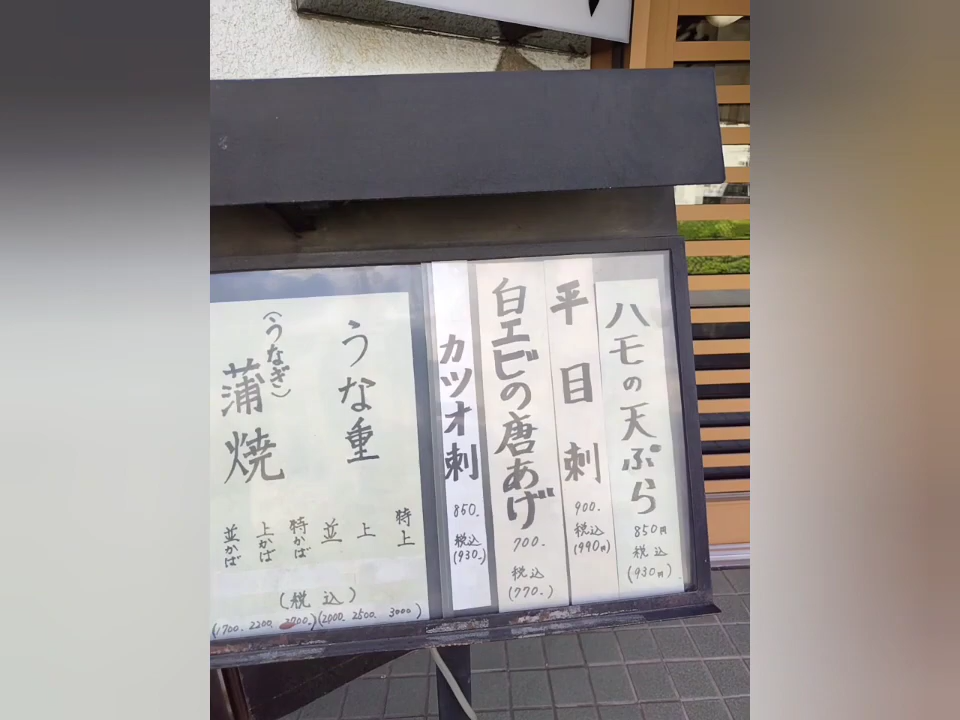 ハモの天ぷら
850円
税込
(930円)
平目刺
900.
税込
(990円)
白エビの唐あげ
700.
税込
(770.)
カツオ刺
850.
税込
(930.)
うな重
特上
上
並
(うなぎ)
蒲焼
特かば
上かば
並かば
(税込)
(1700. 2200. 2700.)(2000. 2500. 3000)